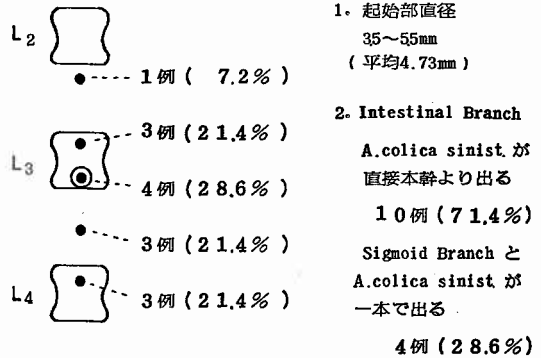 L2
1例 ( 7.2% )
3例 ( 21.4% )
L3
4例 ( 28.6% )
3例 ( 21.4% )
L4
3例 ( 21.4% )
1。起始部直径
35〜55mm
( 平均4.73mm )
2。Intestinal Branch
A.colica sinist. が
直接本幹より出る
10例 ( 71.4% )
Sigmoid Branch と
A.colica sinist. が
一本で出る
4例 ( 28.6% )